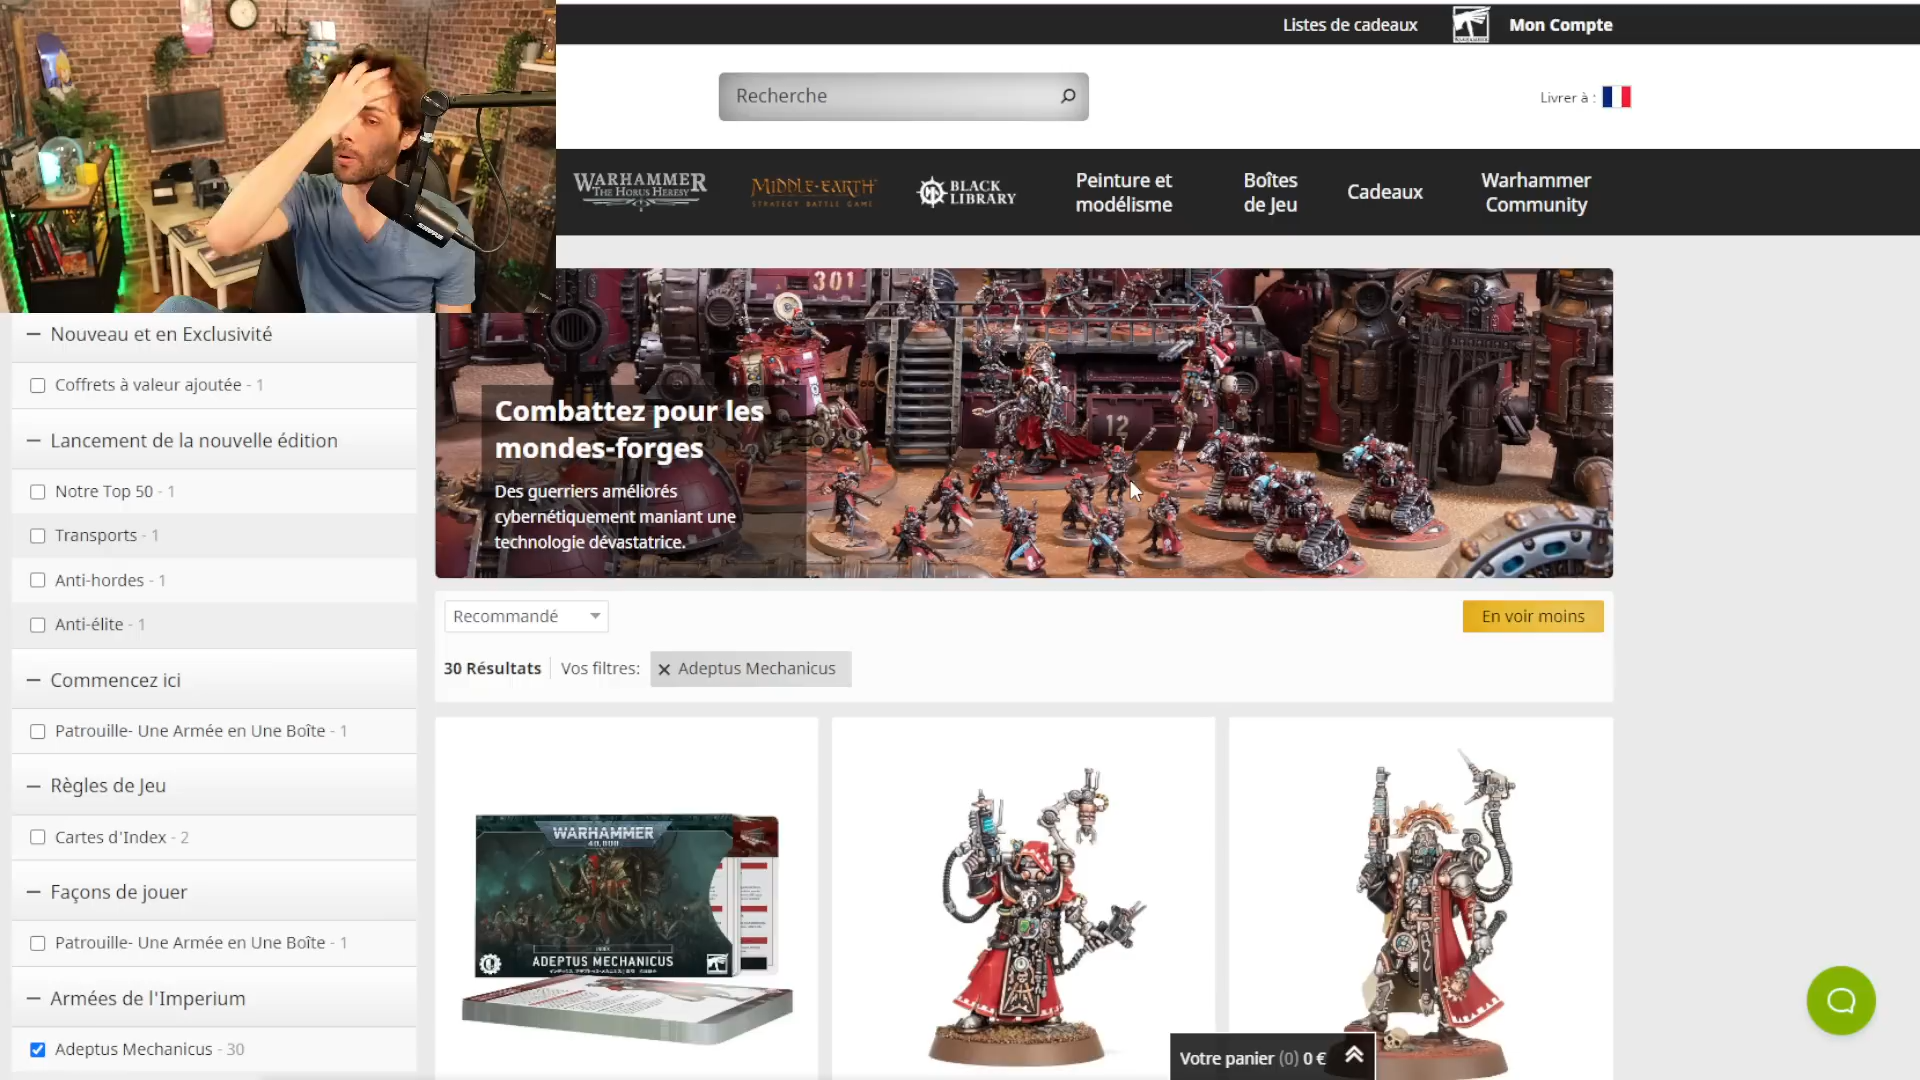 Listes de cadeaux
Mon Compte
Recherche
Livrer à :
WARHAMMER
THE HORUS HERESY
MIDDLE-EARTH
STRATEGY BATTLE GAME
BLACK
LIBRARY
Peinture et
modélisme
Boîtes
de Jeu
Cadeaux
Warhammer
Community
301
12
Combattez pour les
mondes-forges
Des guerriers améliorés
cybernétiquement maniant une
technologie dévastatrice.
Nouveau et en Exclusivité
Coffrets à valeur ajoutée - 1
Lancement de la nouvelle édition
Notre Top 50 - 1
Transports - 1
Anti-hordes - 1
Anti-élite - 1
Commencez ici
Patrouille- Une Armée en Une Boîte - 1
Règles de Jeu
Cartes d'Index - 2
Façons de jouer
Patrouille- Une Armée en Une Boîte - 1
Armées de l'Imperium
Adeptus Mechanicus - 30
Recommandé
En voir moins
30 Résultats
Vos filtres:
Adeptus Mechanicus
WARHAMMER
40,000
INDEX
ADEPTUS MECHANICUS
Votre panier (0) 0 €
SHURE